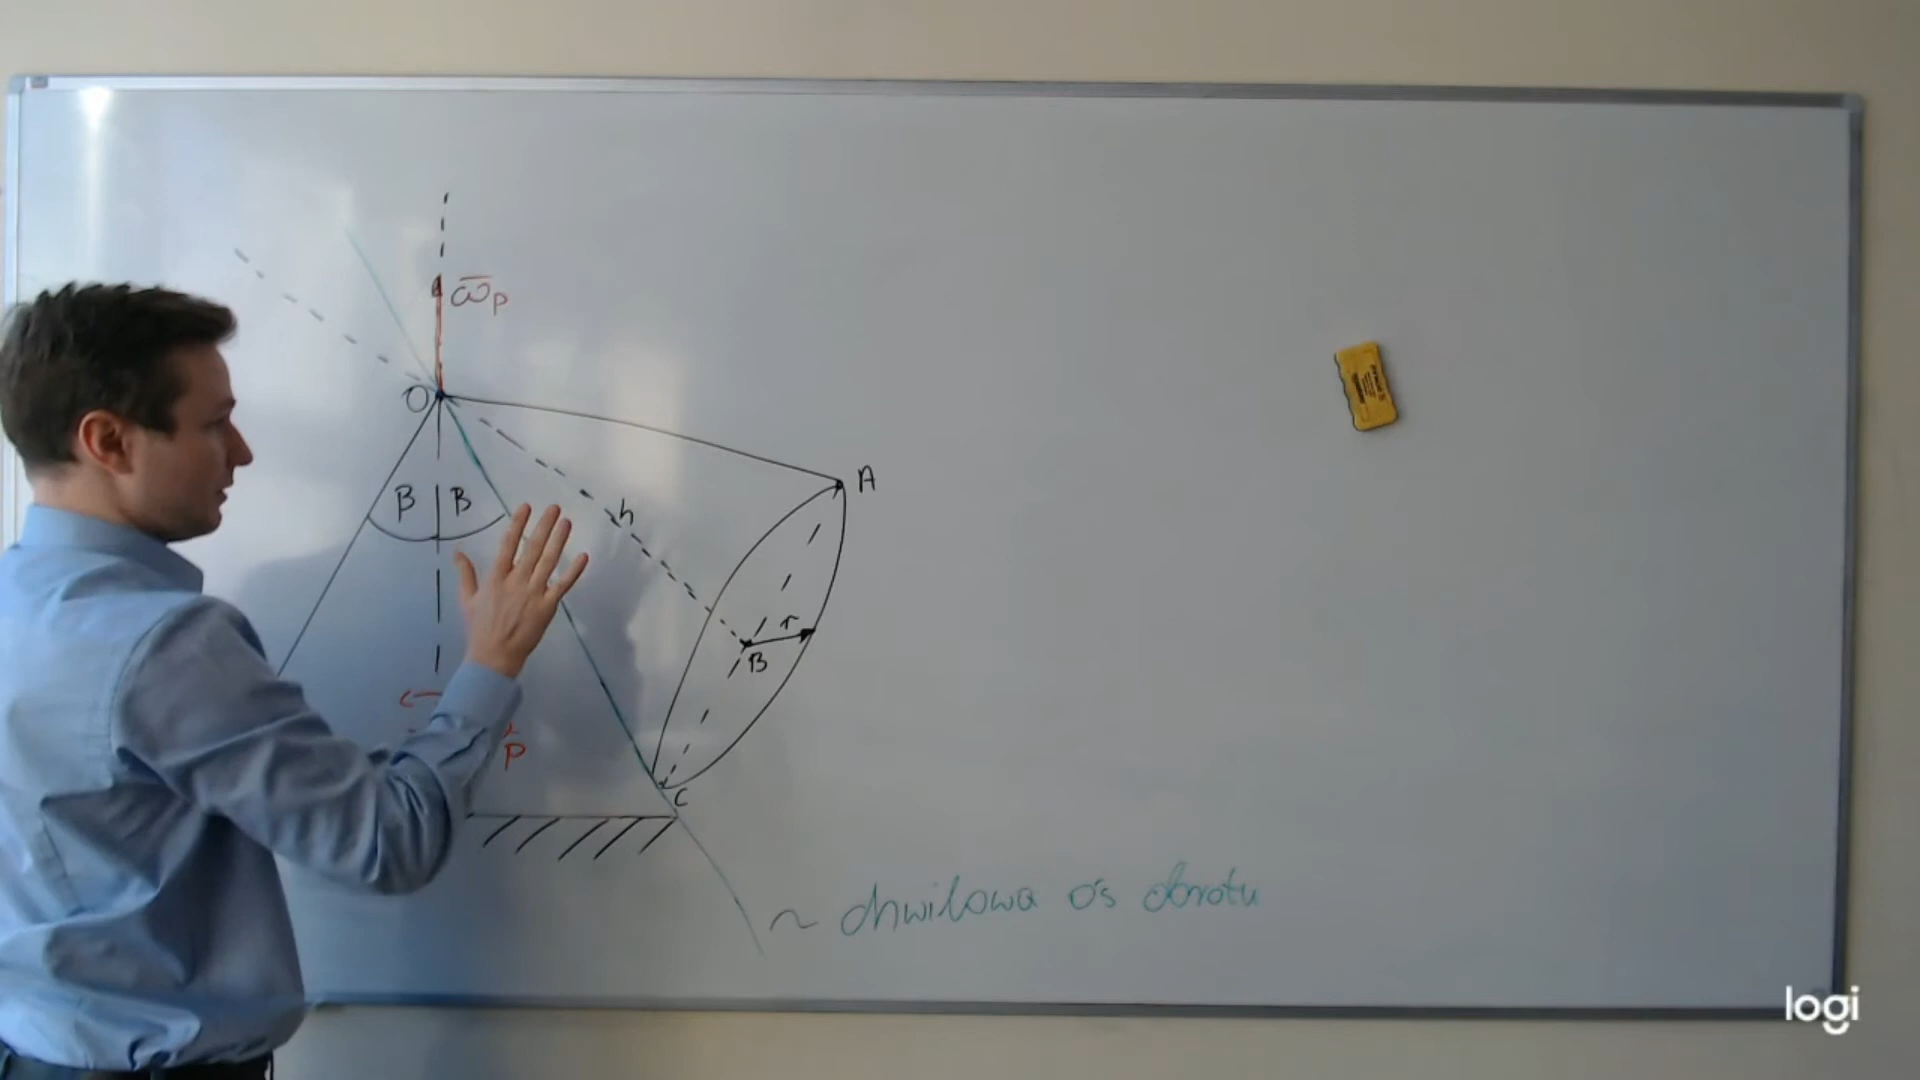 ω̅p
O
A
β β
h
r
B
p
C
~ chwilowa oś obrotu
logi